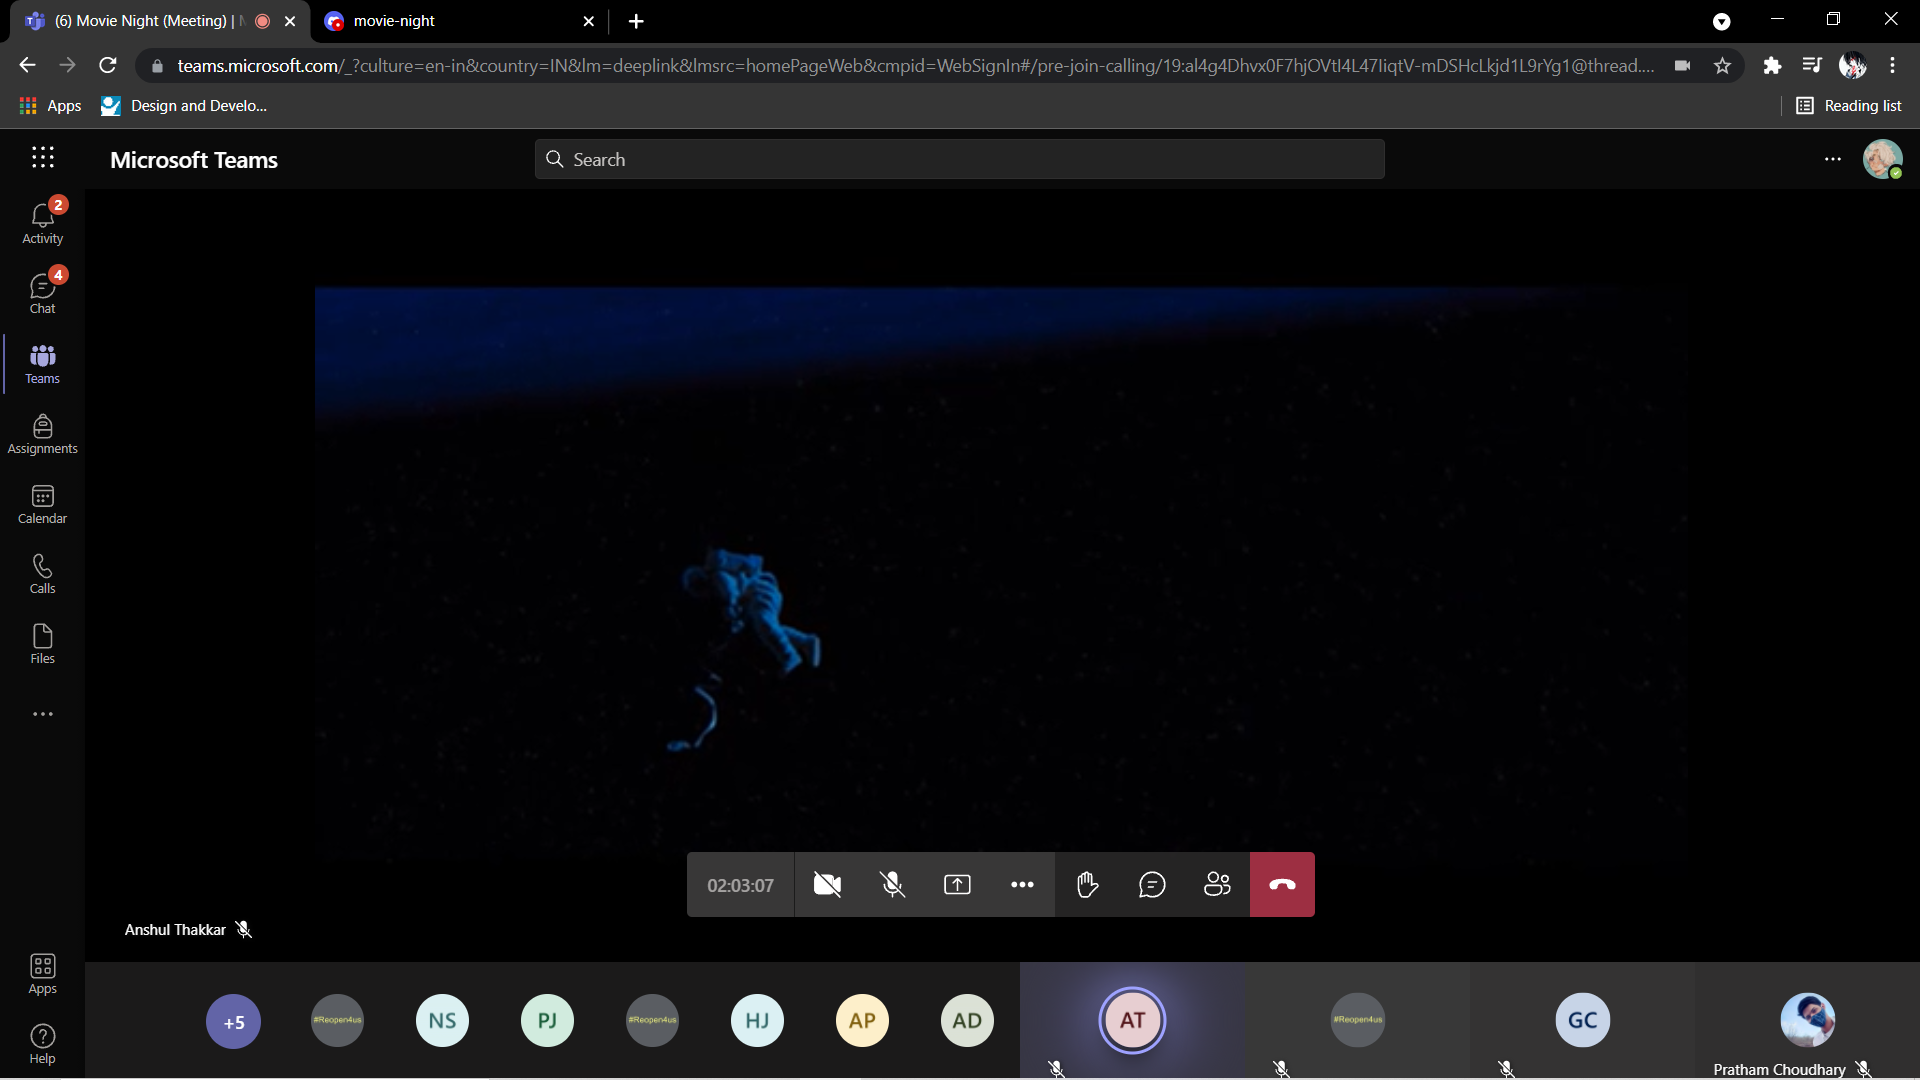 (6) Movie Night (Meeting) |
movie-night
teams.microsoft.com/_?culture=en-in&country=IN&lm=deeplink&lmsrc=homePageWeb&cmpid=WebSignIn#/pre-join-calling/19:al4g4Dhvx0F7hjOVtI4L47IiqtV-mDSHcLkjd1L9rYg1@thread....
Apps
Design and Develo...
Reading list
Microsoft Teams
Search
2
Activity
4
Chat
Teams
Assignments
Calendar
Calls
Files
Apps
Help
02:03:07
Anshul Thakkar
+5
#Reopen4us
NS
PJ
#Reopen4us
HJ
AP
AD
AT
#Reopen4us
GC
Pratham Choudhary